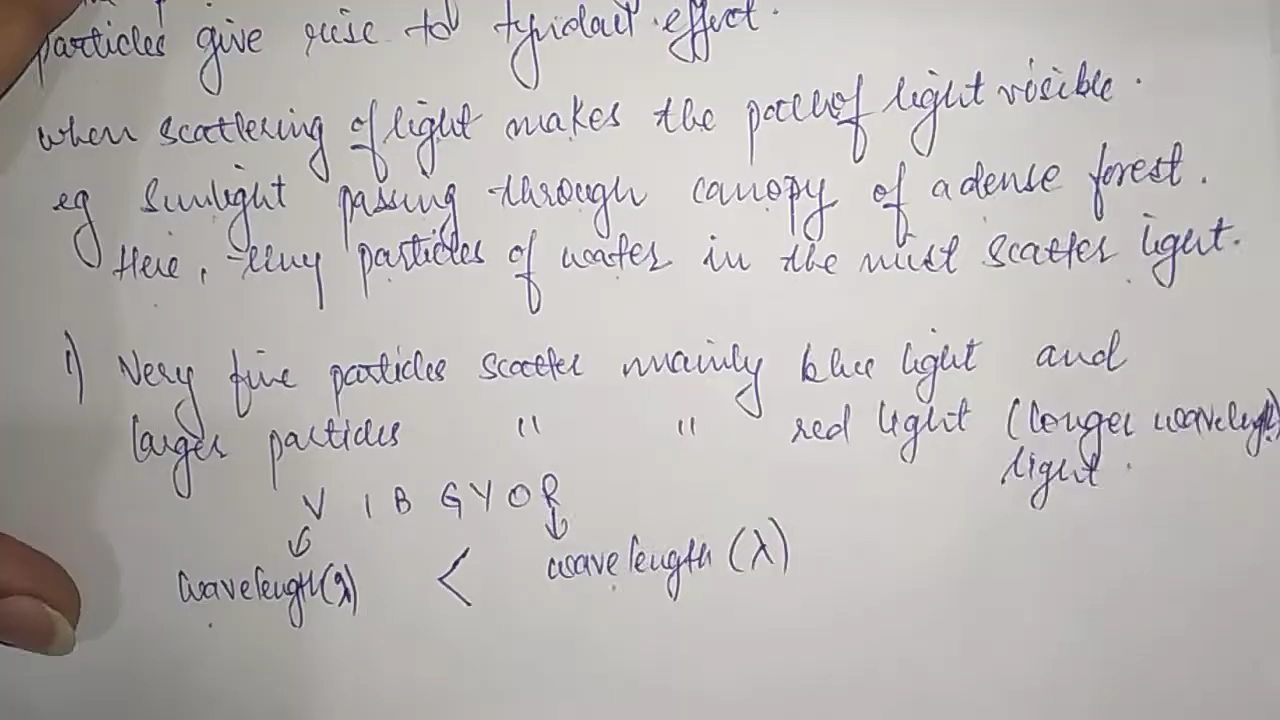 particles give rise to tyndall effect.
when scattering of light makes the path of light visible.
eg Sunlight passing through canopy of a dense forest.
Here, tiny particles of water in the mist scatter light.
1) Very fine particles scatter mainly blue light and
larger particles " " red light (longer wavelength)
light.
V I B G Y O R
wavelength(λ) < wavelength (λ)